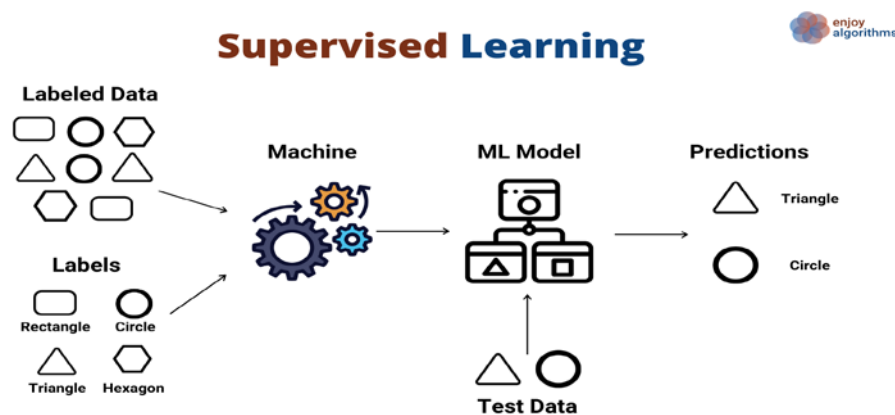 enjoy
algorithms
Supervised Learning
Labeled Data
Machine
ML Model
Predictions
Triangle
Circle
Labels
Rectangle
Circle
Triangle
Hexagon
Test Data